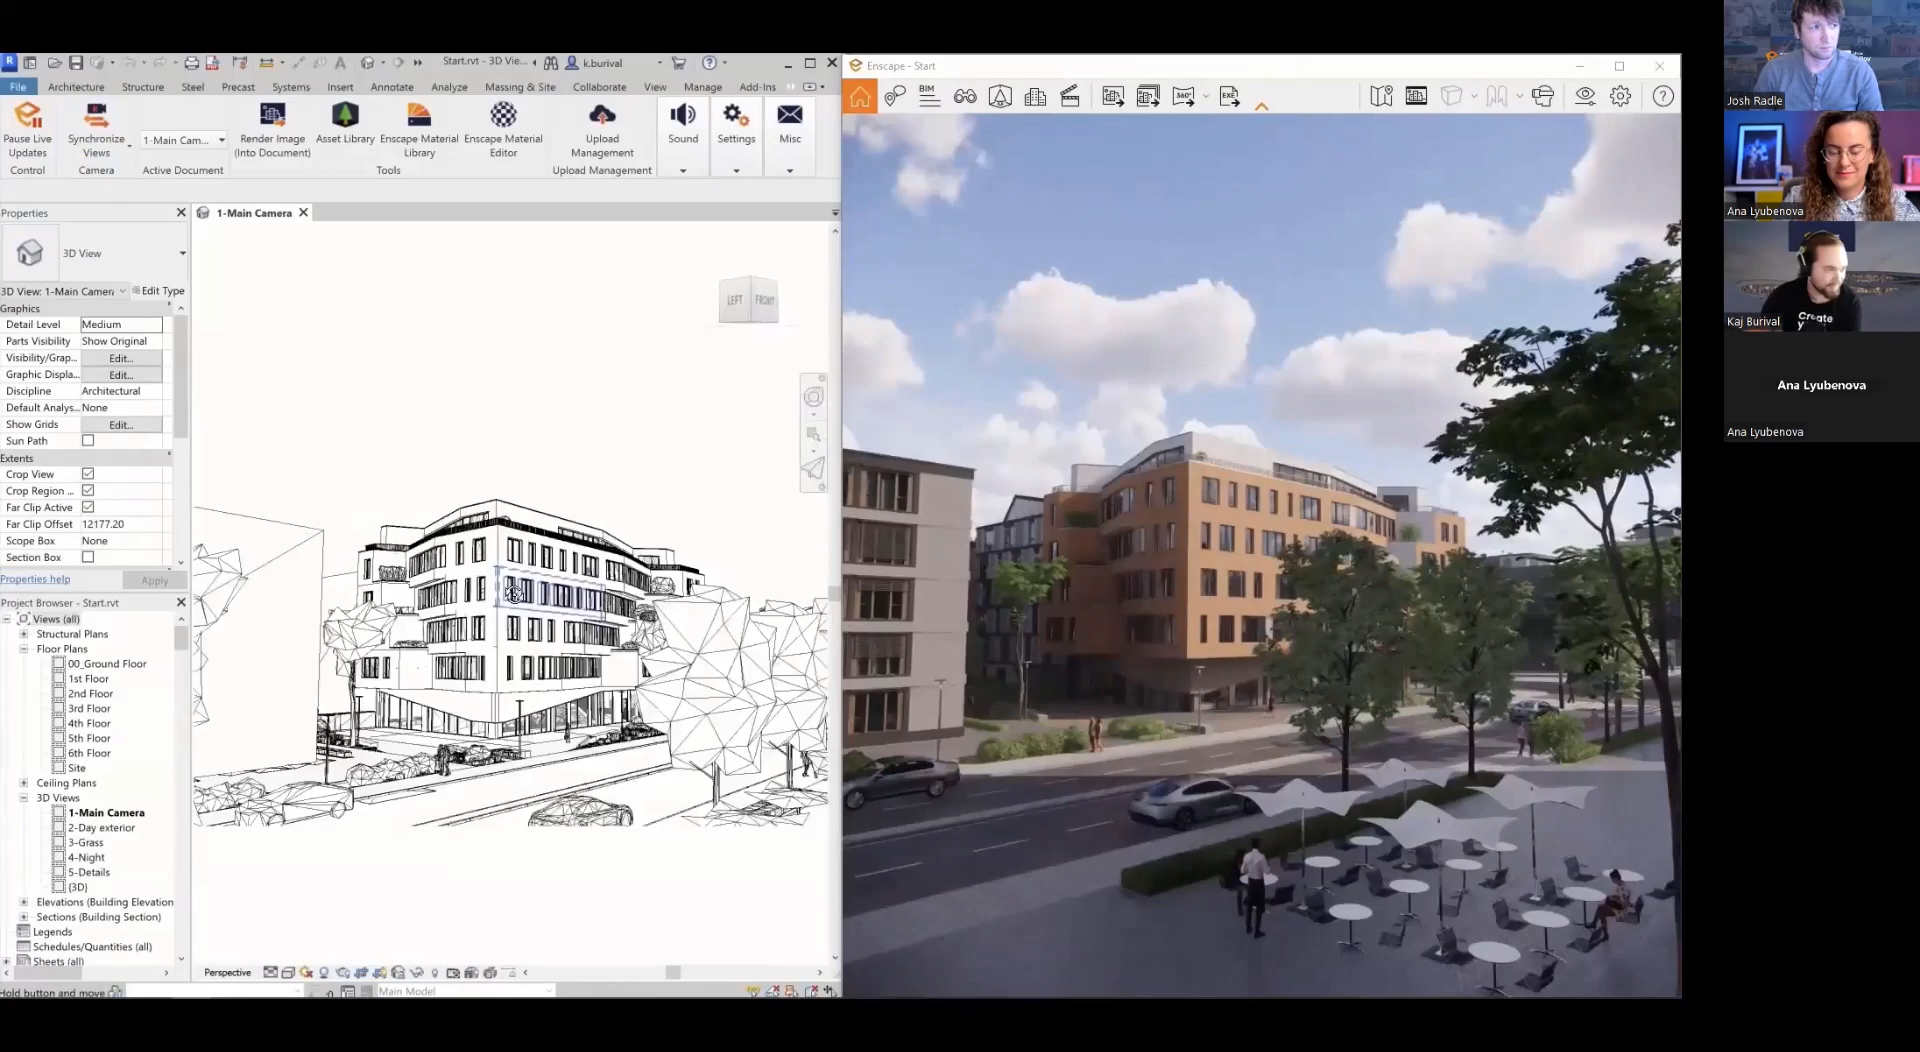 Start.rvt - 3D Vie...
k.burival
File
Architecture
Structure
Steel
Precast
Systems
Insert
Annotate
Analyze
Massing & Site
Collaborate
View
Manage
Add-Ins
Pause Live
Updates
Synchronize
Views
1-Main Cam...
Render Image
(Into Document)
Asset Library
Enscape Material
Library
Enscape Material
Editor
Upload
Management
Sound
Settings
Misc
Control
Camera
Active Document
Tools
Upload Management
Properties
1-Main Camera
3D View
3D View: 1-Main Camera
Edit Type
Graphics
Detail Level
Medium
Parts Visibility
Show Original
Visibility/Grap...
Edit...
Graphic Displa...
Edit...
Discipline
Architectural
Default Analys...
None
Show Grids
Edit...
Sun Path
Extents
Crop View
Crop Region ...
Far Clip Active
Far Clip Offset
12177.20
Scope Box
None
Section Box
Properties help
Apply
Project Browser - Start.rvt
Views (all)
Structural Plans
Floor Plans
00_Ground Floor
1st Floor
2nd Floor
3rd Floor
4th Floor
5th Floor
6th Floor
Site
Ceiling Plans
3D Views
1-Main Camera
2-Day exterior
3-Grass
4-Night
5-Details
{3D}
Elevations (Building Elevation
Sections (Building Section)
Legends
Schedules/Quantities (all)
Sheets (all)
LEFT
FRONT
Perspective
Hold button and move
Main Model
Enscape - Start
BIM
360°
EXE
Josh Radle
Ana Lyubenova
Create
Y
Kaj Burival
Ana Lyubenova
Ana Lyubenova